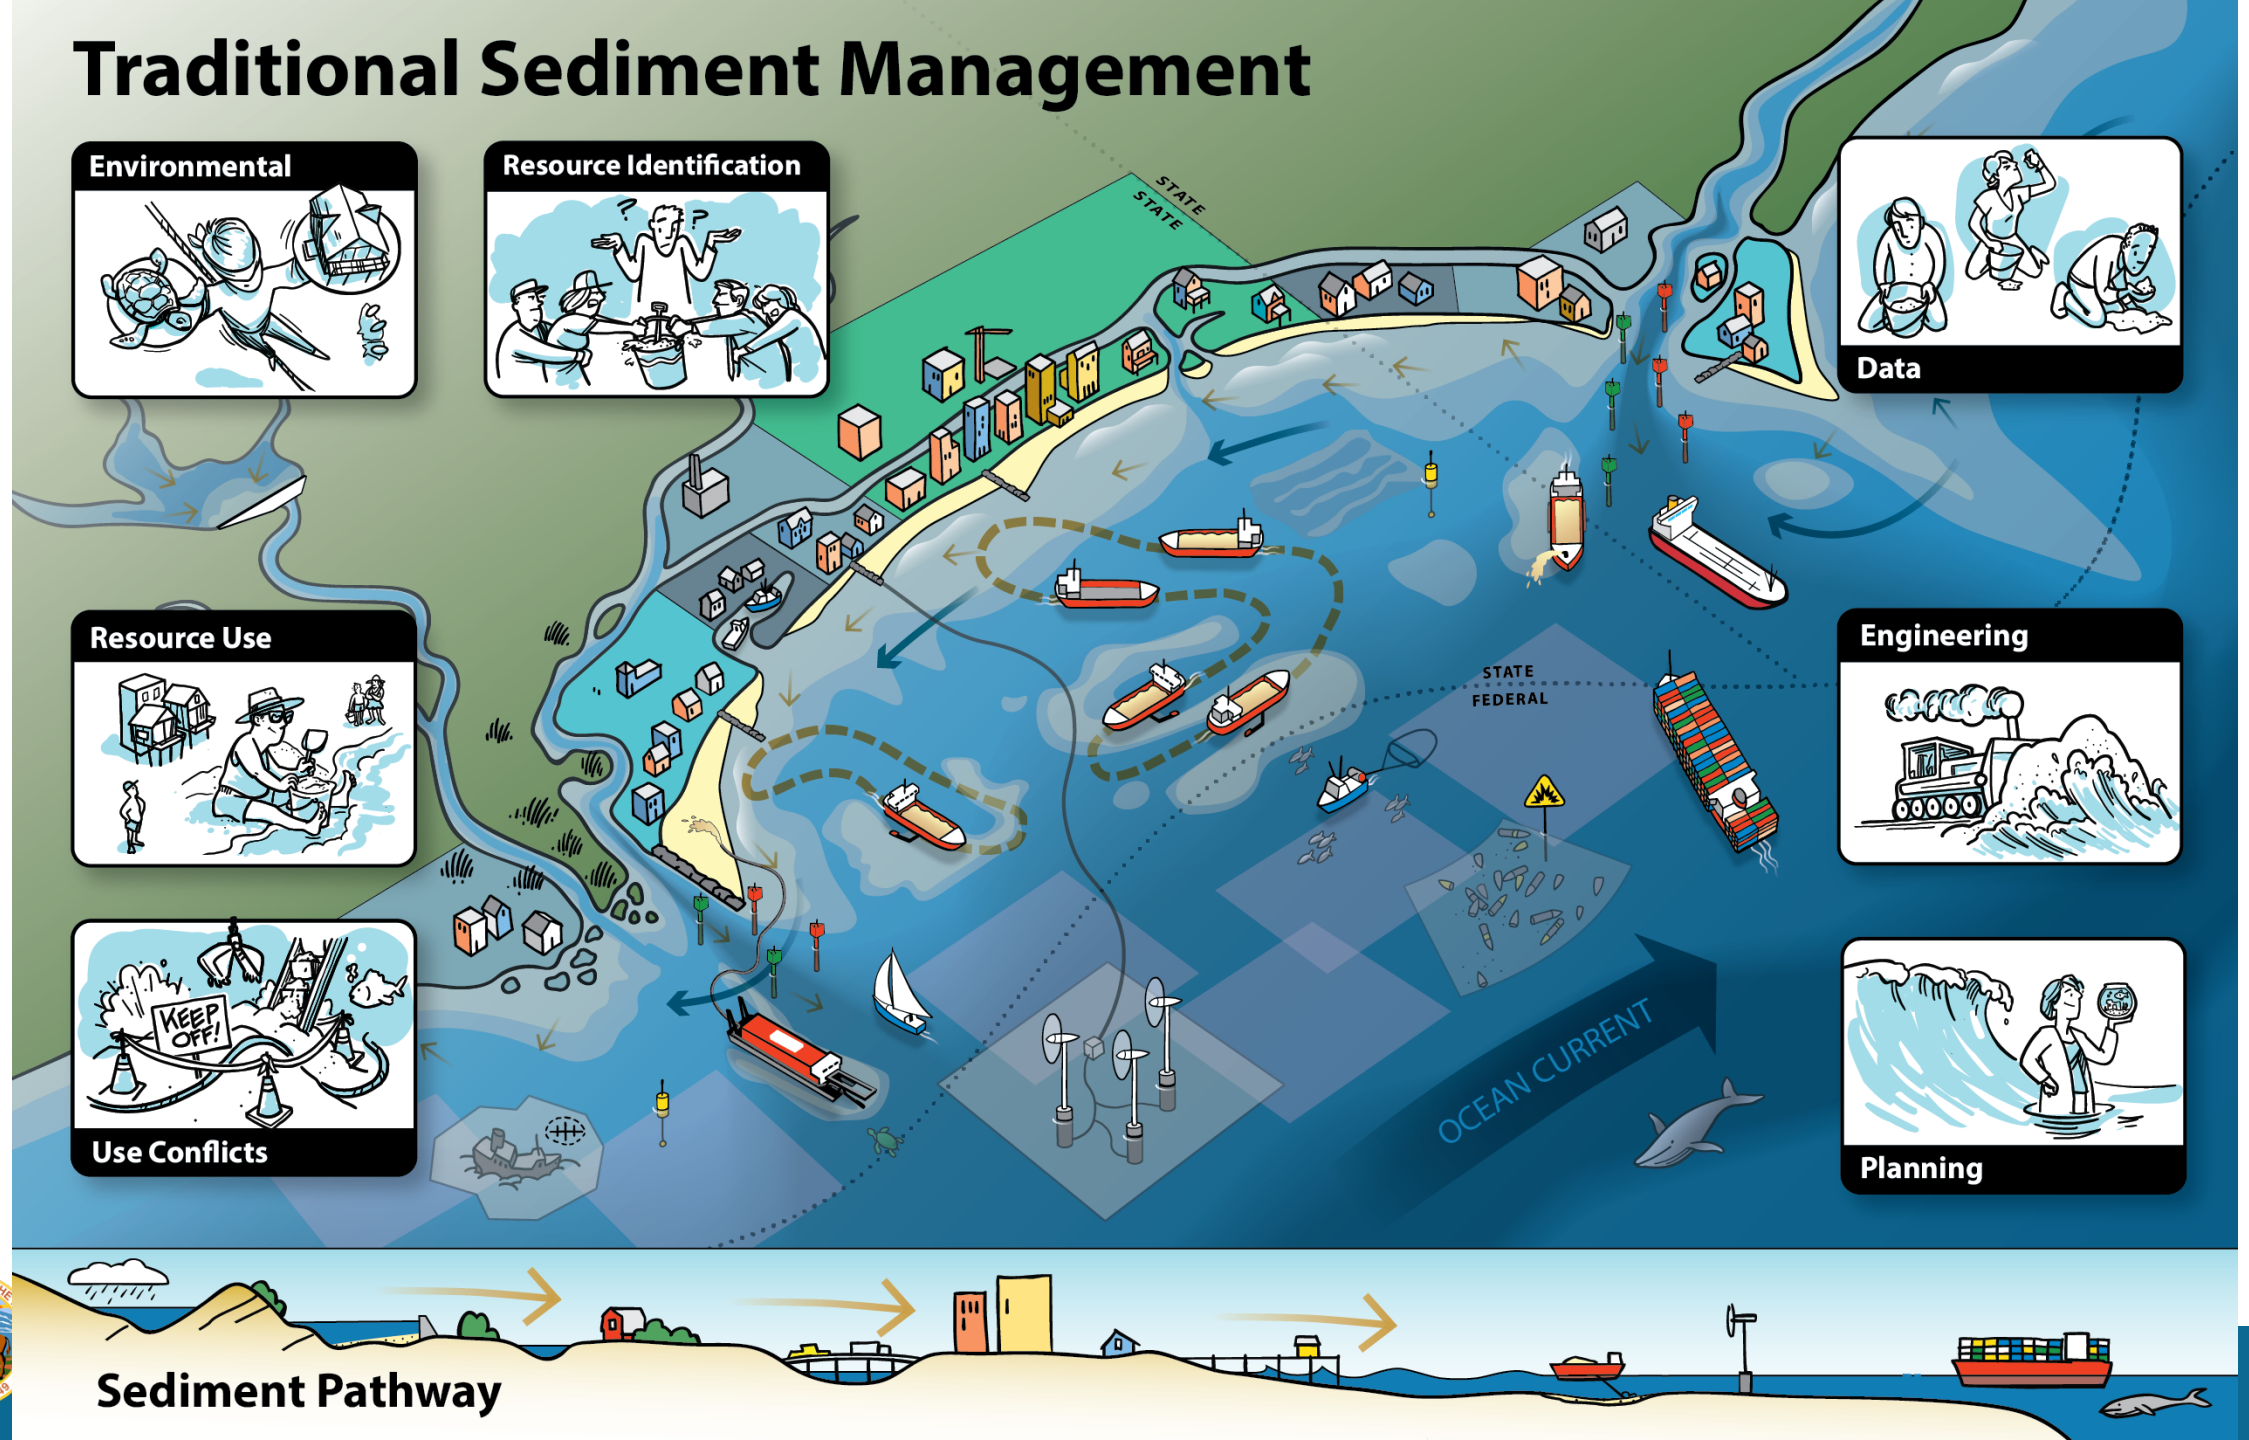 Traditional Sediment Management
Environmental
Resource Identification
? ?
STATE
STATE
Data
Resource Use
Engineering
STATE
FEDERAL
KEEP
OFF!
Use Conflicts
OCEAN CURRENT
Planning
Sediment Pathway